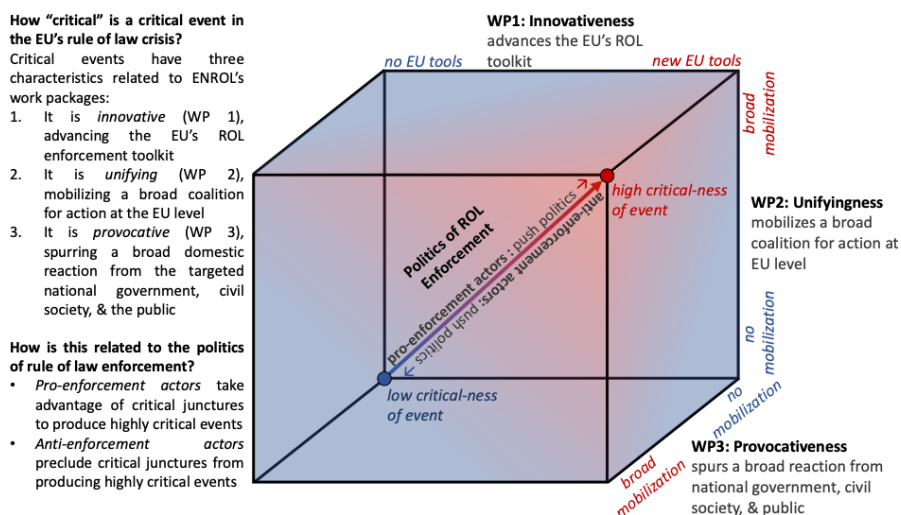 How “critical” is a critical event in
the EU’s rule of law crisis?
Critical events have three
characteristics related to ENROL’s
work packages:
1. It is innovative (WP 1),
advancing the EU’s ROL
enforcement toolkit
2. It is unifying (WP 2),
mobilizing a broad coalition
for action at the EU level
3. It is provocative (WP 3),
spurring a broad domestic
reaction from the targeted
national government, civil
society, & the public
How is this related to the politics
of rule of law enforcement?
• Pro-enforcement actors take
advantage of critical junctures
to produce highly critical events
• Anti-enforcement actors
preclude critical junctures from
producing highly critical events
WP1: Innovativeness
advances the EU’s ROL
toolkit
no EU tools
new EU tools
broad
mobilization
high critical-ness
of event
Politics of ROL
Enforcement
pro-enforcement actors : push politics
anti-enforcement actors: push politics
low critical-ness
of event
WP2: Unifyingness
mobilizes a broad
coalition for action at
EU level
no
mobilization
no
mobilization
broad
mobilization
WP3: Provocativeness
spurs a broad reaction from
national government, civil
society, & public